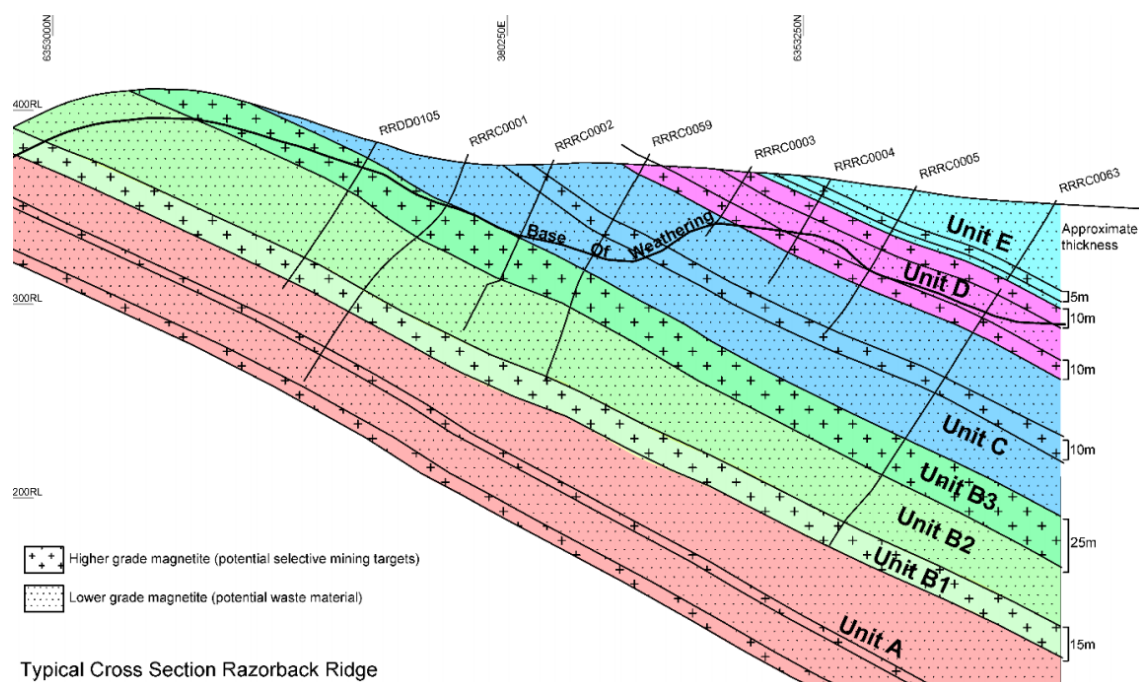 6353000N
380250E
6353250N
400RL
RRDD0105
RRRC0001
RRRC0002
RRRC0059
RRRC0003
RRRC0004
RRRC0005
RRRC0063
Base Of Weathering
Unit E
Approximate
thickness
Unit D
5m
10m
300RL
10m
Unit C
10m
Unit B3
200RL
Unit B2
25m
Unit B1
Unit A
15m
Higher grade magnetite (potential selective mining targets)
Lower grade magnetite (potential waste material)
Typical Cross Section Razorback Ridge